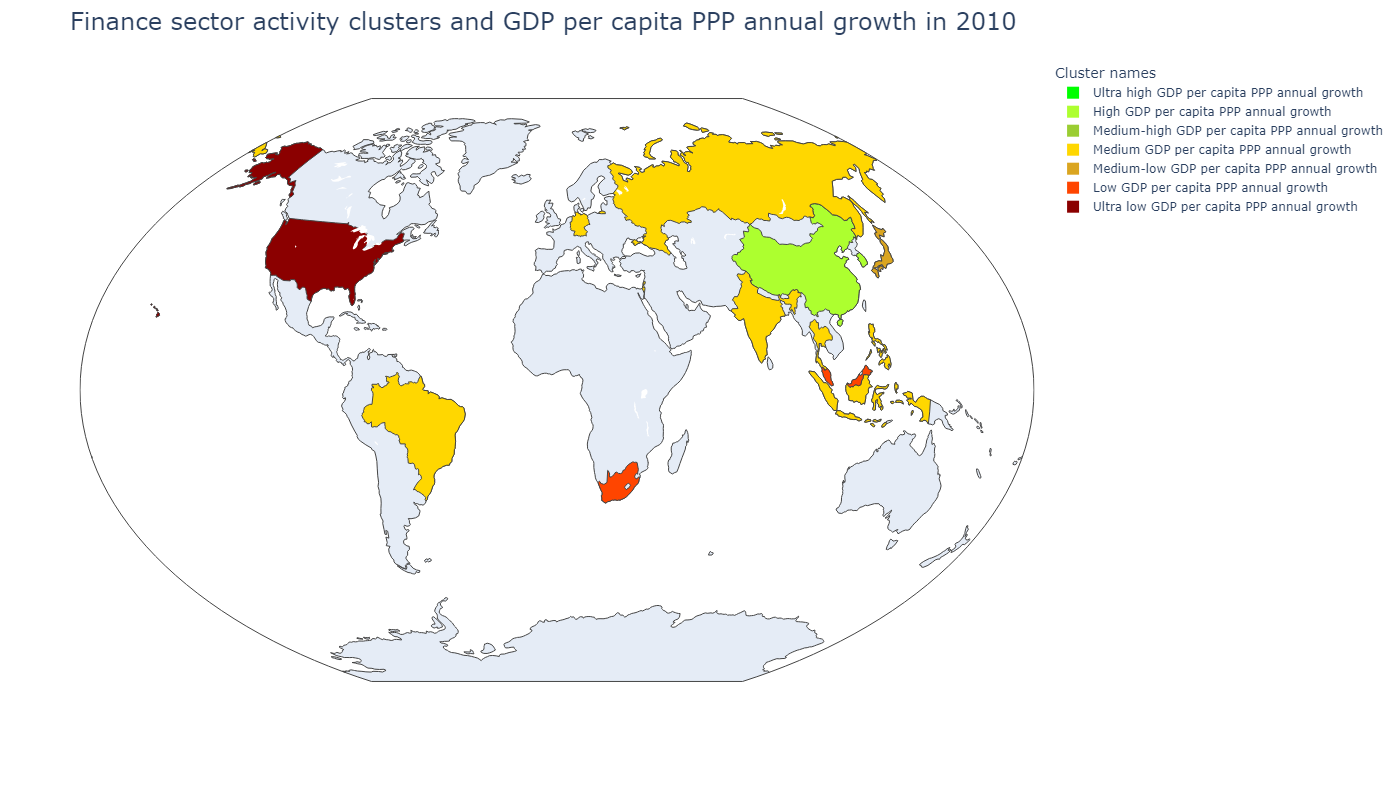 Finance sector activity clusters and GDP per capita PPP annual growth in 2010
Cluster names
Ultra high GDP per capita PPP annual growth
High GDP per capita PPP annual growth
Medium-high GDP per capita PPP annual growth
Medium GDP per capita PPP annual growth
Medium-low GDP per capita PPP annual growth
Low GDP per capita PPP annual growth
Ultra low GDP per capita PPP annual growth